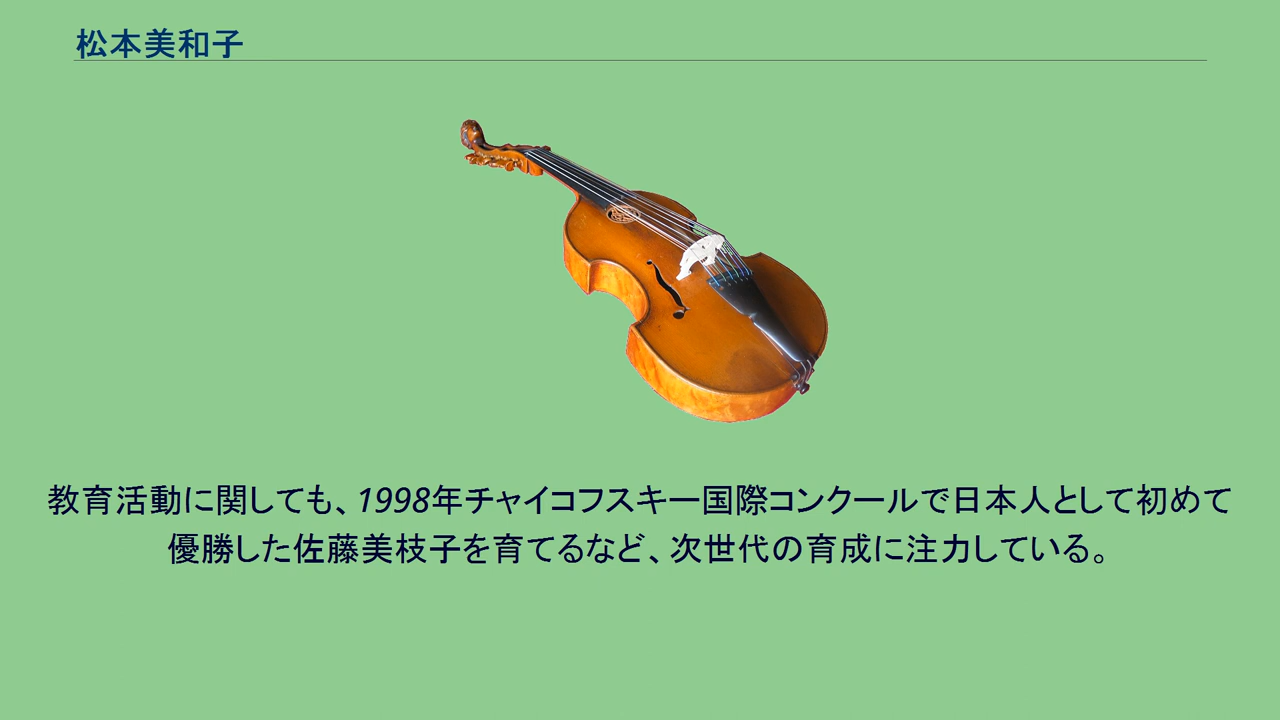 松本美和子
教育活動に関しても、1998年チャイコフスキー国際コンクールで日本人として初めて
優勝した佐藤美枝子を育てるなど、次世代の育成に注力している。